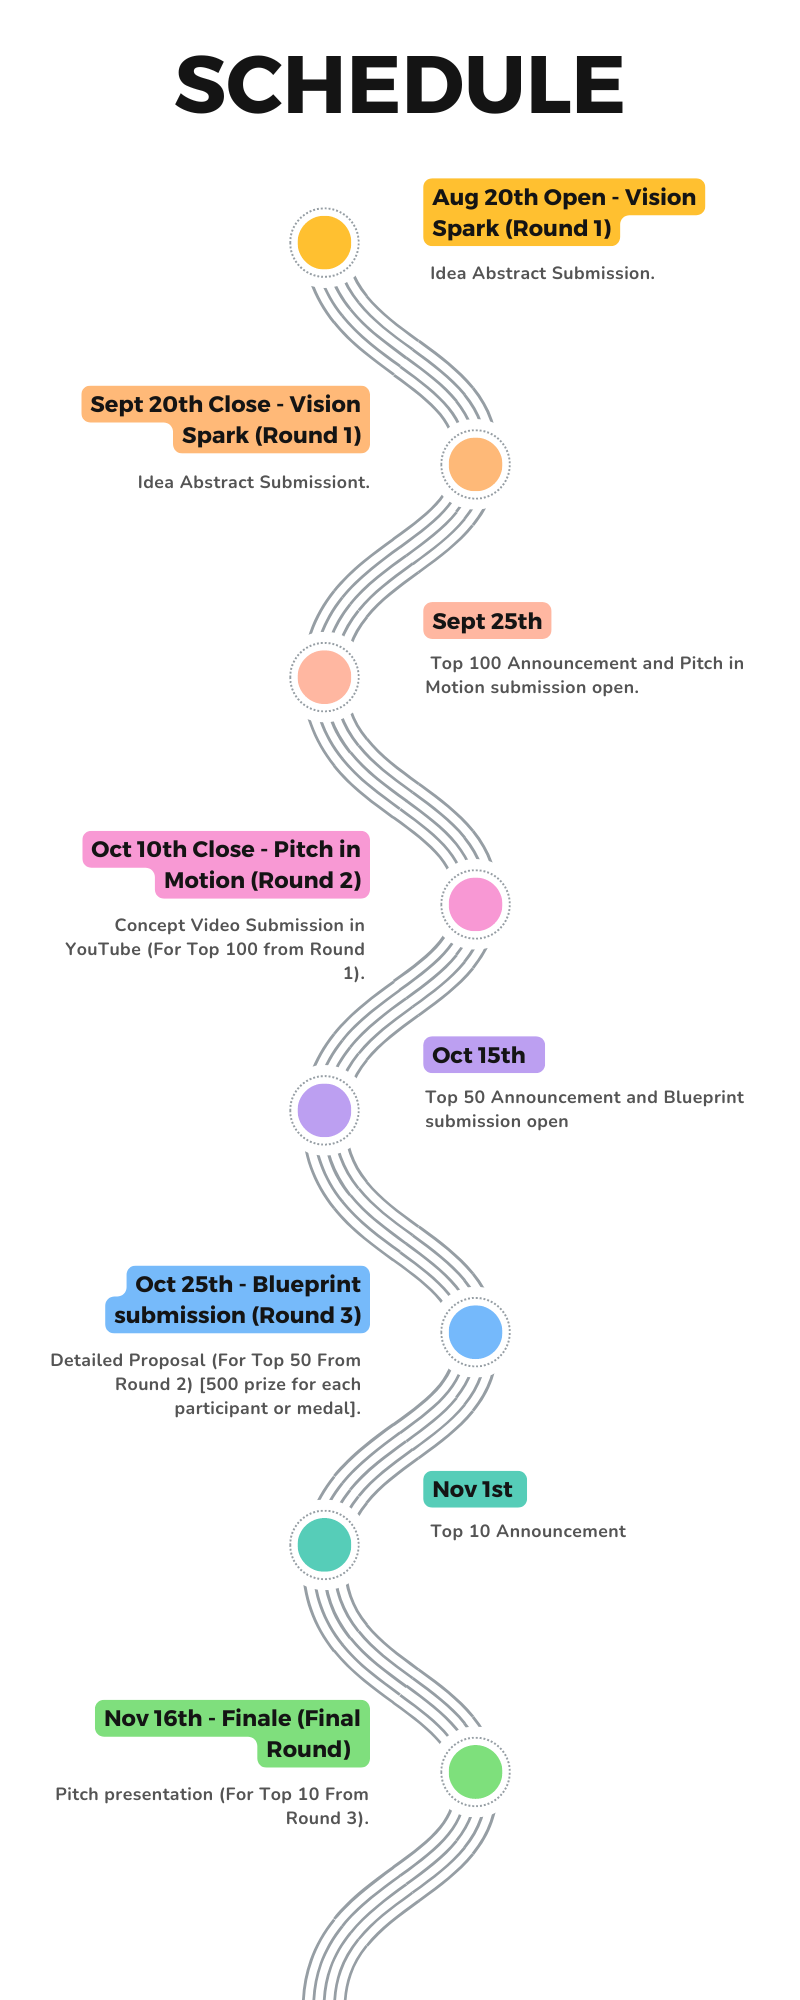 SCHEDULE
Aug 20th Open - Vision
Spark (Round 1)
Idea Abstract Submission.
Sept 20th Close - Vision
Spark (Round 1)
Idea Abstract Submissiont.
Sept 25th
Top 100 Announcement and Pitch in
Motion submission open.
Oct 10th Close - Pitch in
Motion (Round 2)
Concept Video Submission in
YouTube (For Top 100 from Round
1).
Oct 15th
Top 50 Announcement and Blueprint
submission open
Oct 25th - Blueprint
submission (Round 3)
Detailed Proposal (For Top 50 From
Round 2) [500 prize for each
participant or medal].
Nov 1st
Top 10 Announcement
Nov 16th - Finale (Final
Round)
Pitch presentation (For Top 10 From
Round 3).